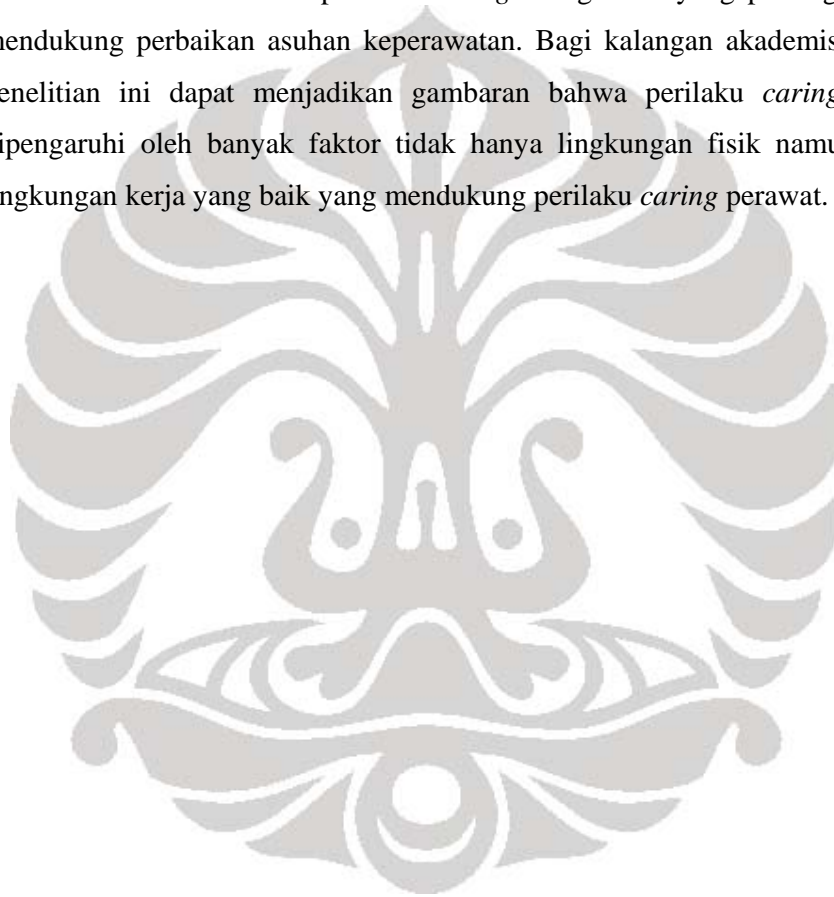 mendukung perbaikan asuhan keperawatan. Bagi kalangan akademis
enelitian ini dapat menjadikan gambaran bahwa perilaku caring
ipengaruhi oleh banyak faktor tidak hanya lingkungan fisik namu
ngkungan kerja yang baik yang mendukung perilaku caring perawat.